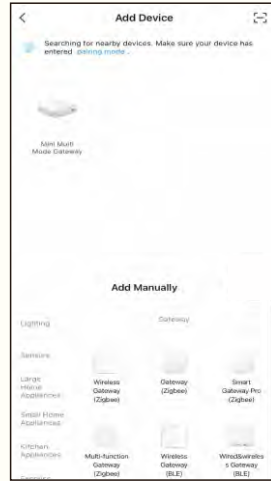 Add Device
Searching for nearby devices. Make sure your device has
entered pairing mode.
Mini Multi
Mode Gateway
Add Manually
Lighting
Gateway
Sensors
Large
Home
Appliances
Wireless
Gateway
(Zigbee)
Gateway
(Zigbee)
Smart
Gateway Pro
(Zigbee)
Small Home
Appliances
Kitchen
Appliances
Multi-function
Gateway
(Zigbee)
Wireless
Gateway
(BLE)
Wired&wireles
s Gateway
(BLE)